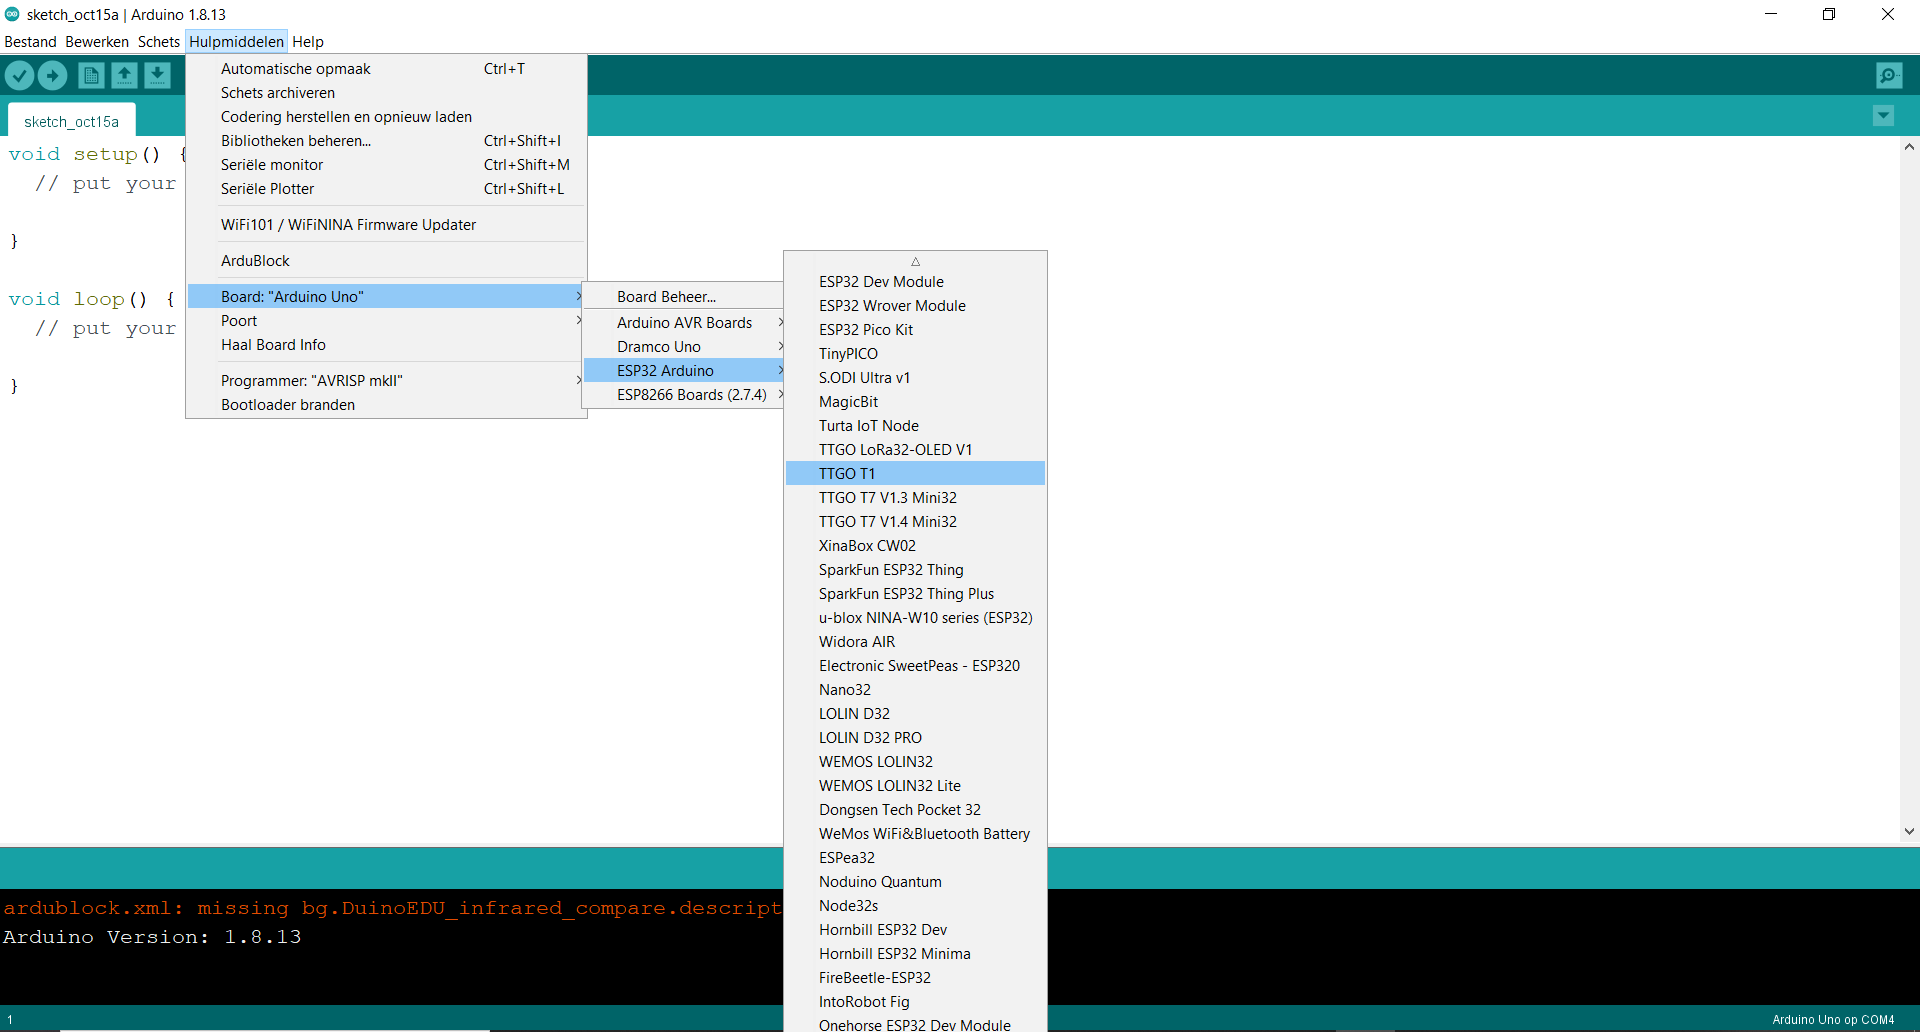 sketch_oct15a | Arduino 1.8.13
Bestand Bewerken Schets Hulpmiddelen Help
sketch_oct15a
void setup() {
// put your
}
void loop() {
// put your
}
Automatische opmaak Ctrl+T
Schets archiveren
Codering herstellen en opnieuw laden
Bibliotheken beheren... Ctrl+Shift+I
Seriële monitor Ctrl+Shift+M
Seriële Plotter Ctrl+Shift+L
WiFi101 / WiFiNINA Firmware Updater
ArduBlock
Board: "Arduino Uno"
Poort
Haal Board Info
Programmer: "AVRISP mkII"
Bootloader branden
Board Beheer...
Arduino AVR Boards
Dramco Uno
ESP32 Arduino
ESP8266 Boards (2.7.4)
ESP32 Dev Module
ESP32 Wrover Module
ESP32 Pico Kit
TinyPICO
S.ODI Ultra v1
MagicBit
Turta IoT Node
TTGO LoRa32-OLED V1
TTGO T1
TTGO T7 V1.3 Mini32
TTGO T7 V1.4 Mini32
XinaBox CW02
SparkFun ESP32 Thing
SparkFun ESP32 Thing Plus
u-blox NINA-W10 series (ESP32)
Widora AIR
Electronic SweetPeas - ESP320
Nano32
LOLIN D32
LOLIN D32 PRO
WEMOS LOLIN32
WEMOS LOLIN32 Lite
Dongsen Tech Pocket 32
WeMos WiFi&Bluetooth Battery
ESPea32
Noduino Quantum
Node32s
Hornbill ESP32 Dev
Hornbill ESP32 Minima
FireBeetle-ESP32
IntoRobot Fig
Onehorse ESP32 Dev Module
ardublock.xml: missing bg.DuinoEDU_infrared_compare.descript
Arduino Version: 1.8.13
1
Arduino Uno op COM4